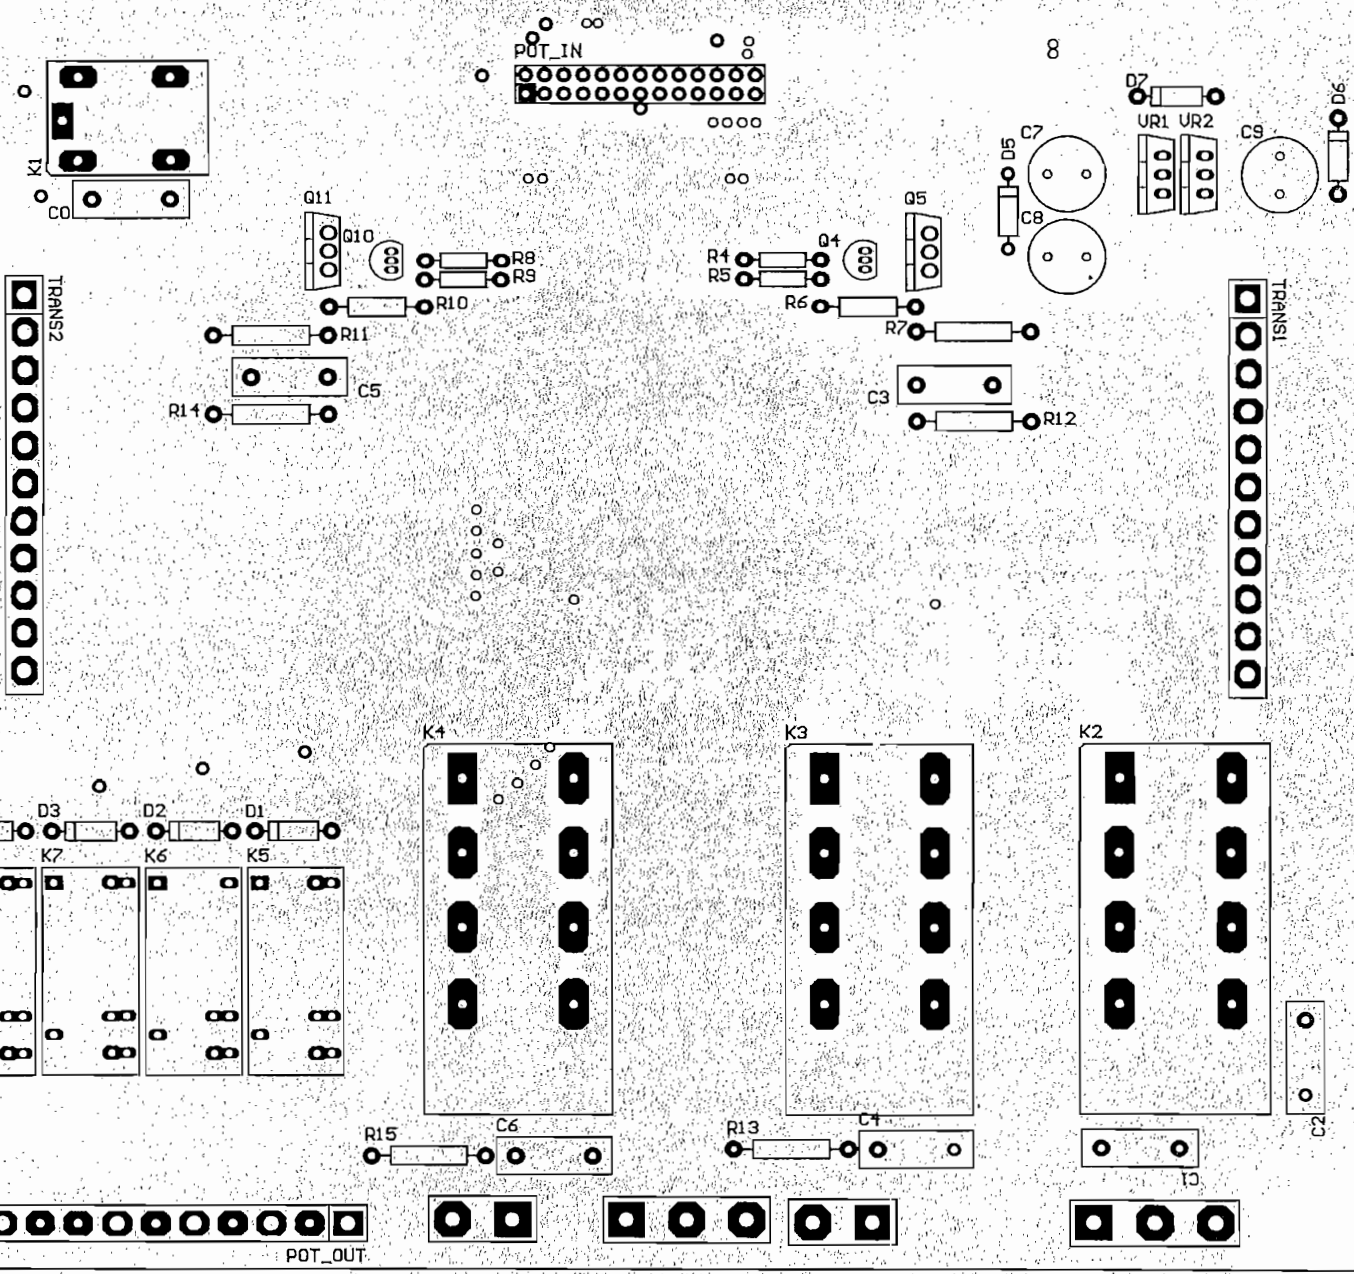 POT_IN
D7
D6
K1
VR1 VR2
C7
C9
D5
C0
Q11
Q5
C8
Q10
Q4
R8
R4
R9
R5
TRANS2
TRANS1
R10
R6
R11
R7
C5
C3
R14
R12
K4
K3
K2
D3
D2
D1
K7
K6
K5
C6
C4
R15
R13
C2
C1
POT_OUT